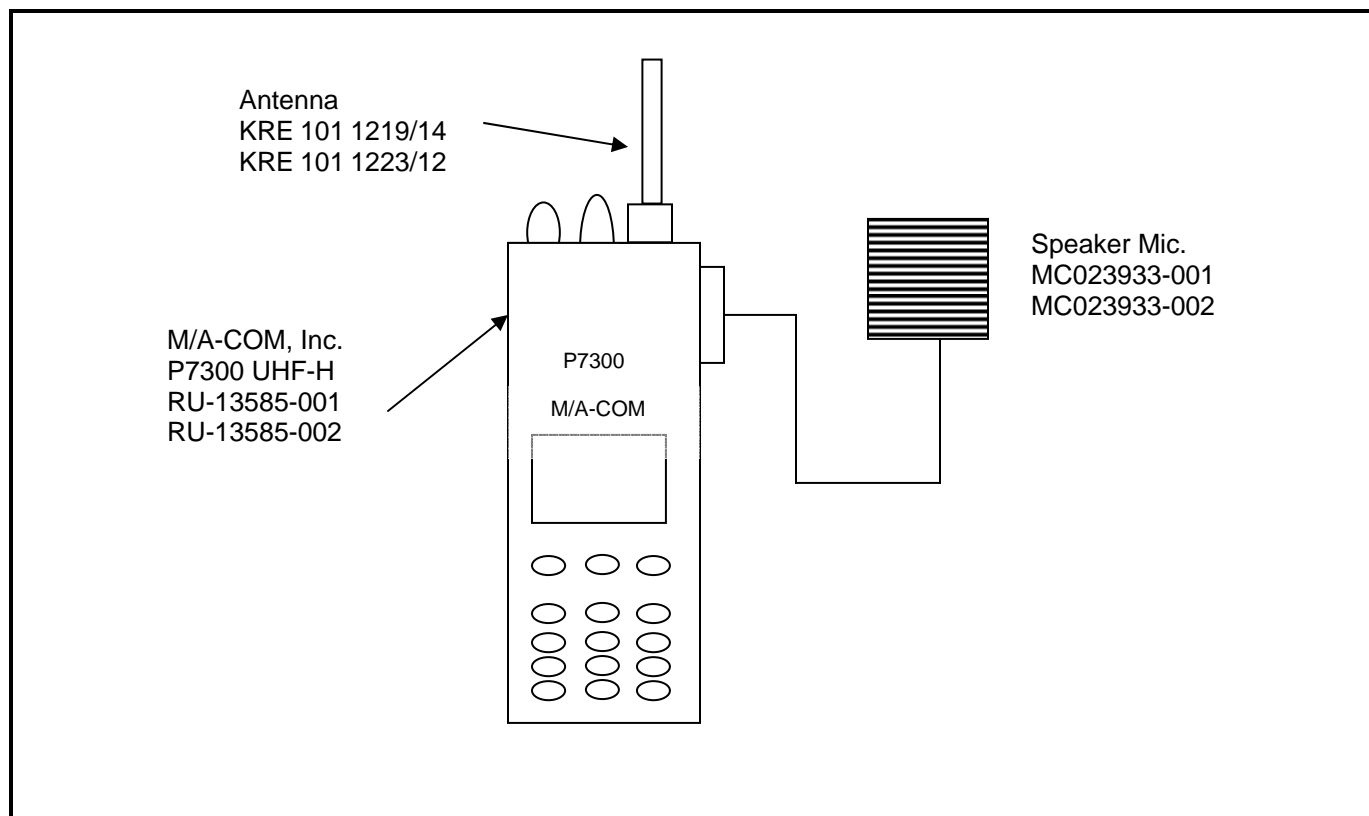 Antenna
KRE 101 1219/14
KRE 101 1223/12
Speaker Mic.
MC023933-001
MC023933-002
M/A-COM, Inc.
P7300 UHF-H
RU-13585-001
RU-13585-002
P7300
M/A-COM